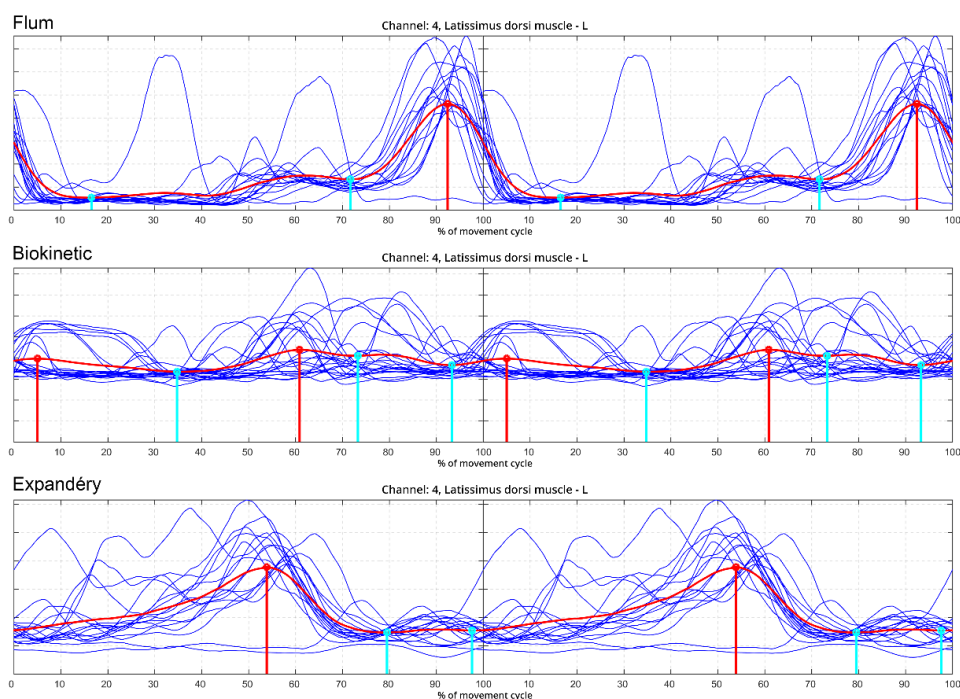 Flum
Channel: 4, Latissimus dorsi muscle - L
0 10 20 30 40 50 60 70 80 90 100 10 20 30 40 50 60 70 80 90 100
% of movement cycle
Biokinetic
Channel: 4, Latissimus dorsi muscle - L
0 10 20 30 40 50 60 70 80 90 100 10 20 30 40 50 60 70 80 90 100
% of movement cycle
Expandéry
Channel: 4, Latissimus dorsi muscle - L
0 10 20 30 40 50 60 70 80 90 100 10 20 30 40 50 60 70 80 90 100
% of movement cycle